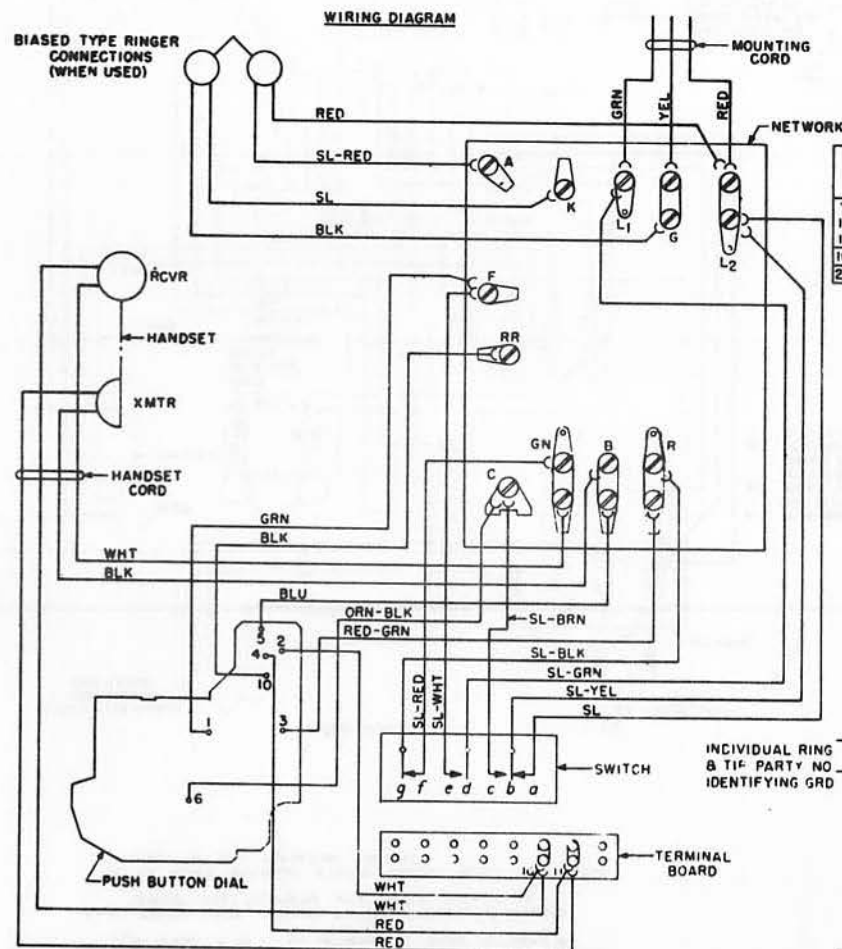 WIRING DIAGRAM
BIASED TYPE RINGER
CONNECTIONS
(WHEN USED)
MOUNTING
CORD
GRN
YEL
RED
RED
NETWORK
SL-RED
A
SL
K
BLK
L1
G
L2
RCVR
F
HANDSET
RR
XMTR
GN
B
R
C
HANDSET
CORD
GRN
BLK
WHT
BLK
BLU
ORN-BLK
SL-BRN
RED-GRN
5
2
4
SL-BLK
10
SL-GRN
SL-RED
SL-WHT
SL-YEL
SL
1
3
INDIVIDUAL RING
& TIP PARTY NO
IDENTIFYING GRD
SWITCH
g f e d c b a
6
TERMINAL
BOARD
10 11
PUSH BUTTON DIAL
WHT
WHT
RED
RED